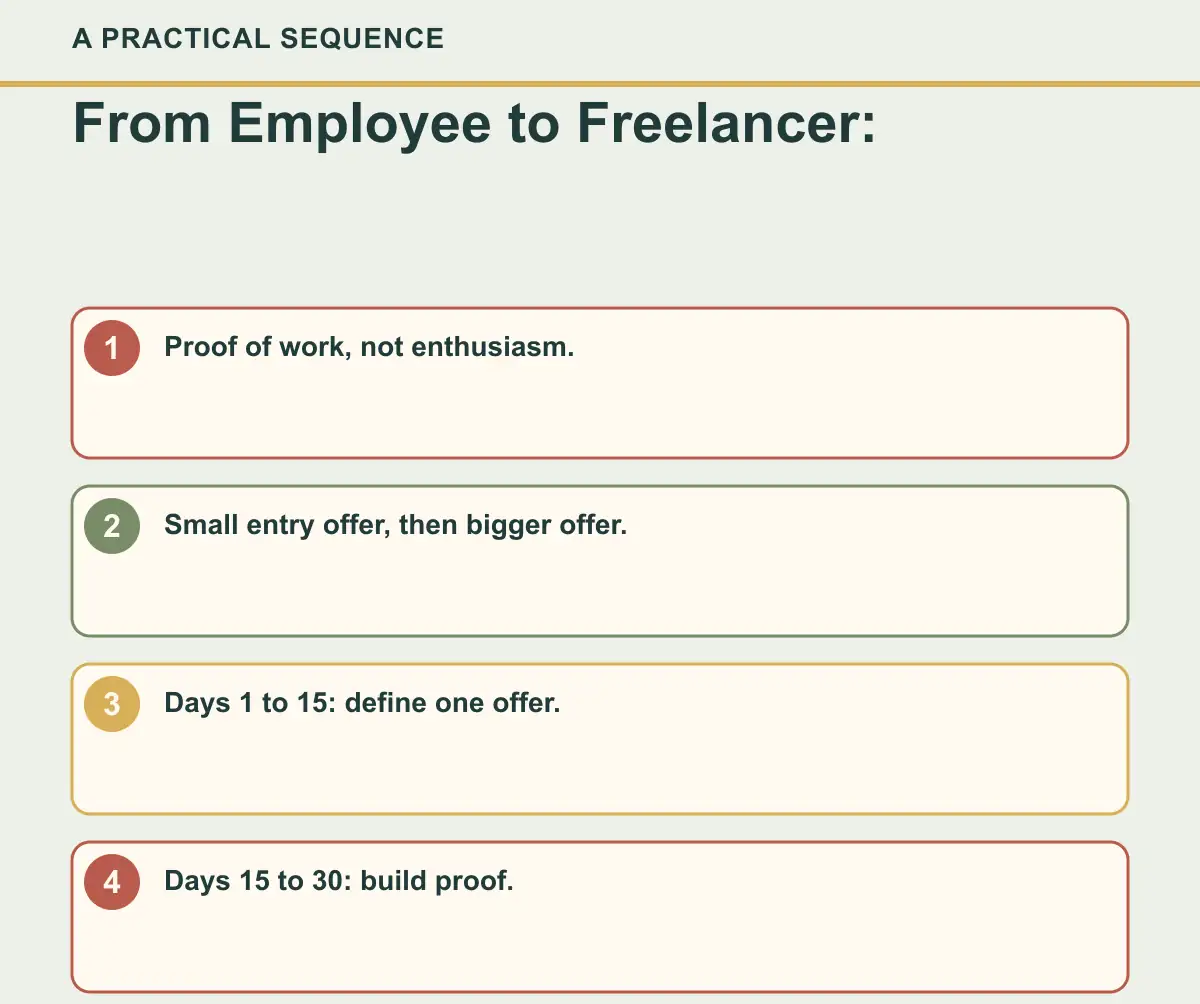 A PRACTICAL SEQUENCE
From Employee to Freelancer:
1
Proof of work, not enthusiasm.
2
Small entry offer, then bigger offer.
3
Days 1 to 15: define one offer.
4
Days 15 to 30: build proof.